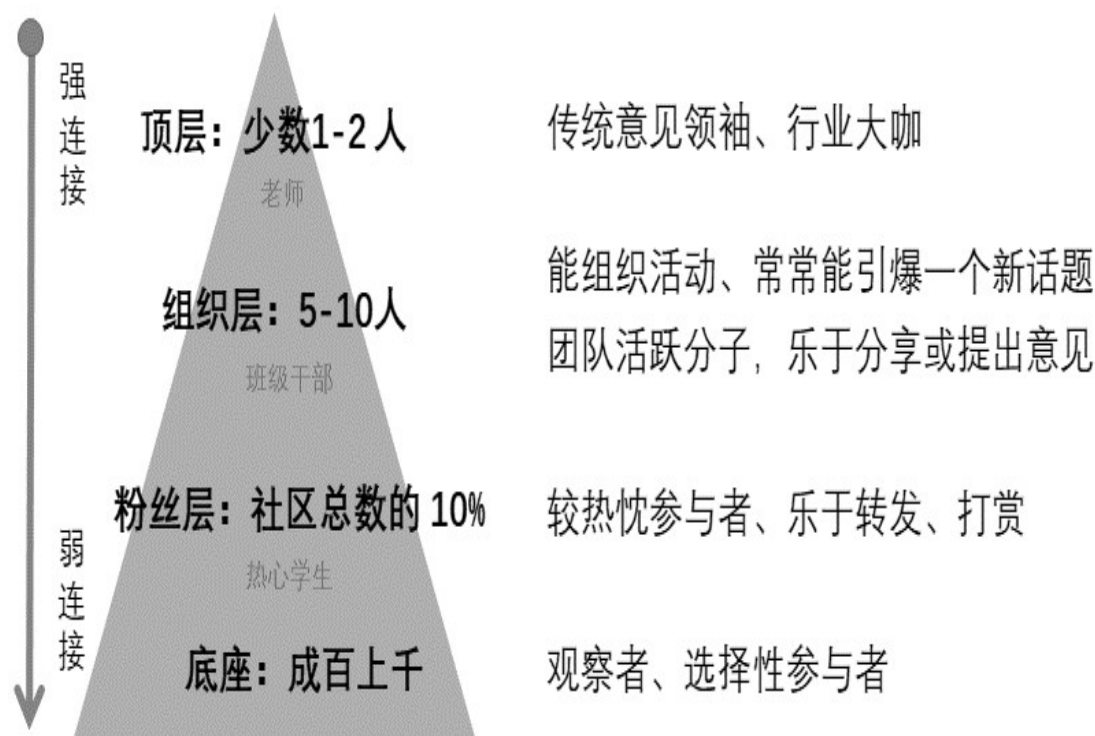 强连接
顶层：少数1-2人
传统意见领袖、行业大咖
老师
能组织活动、常常能引爆一个新话题
组织层：5-10人
团队活跃分子，乐于分享或提出意见
班级干部
粉丝层：社区总数的 10%
较热忱参与者、乐于转发、打赏
弱连接
热心学生
底座：成百上千
观察者、选择性参与者